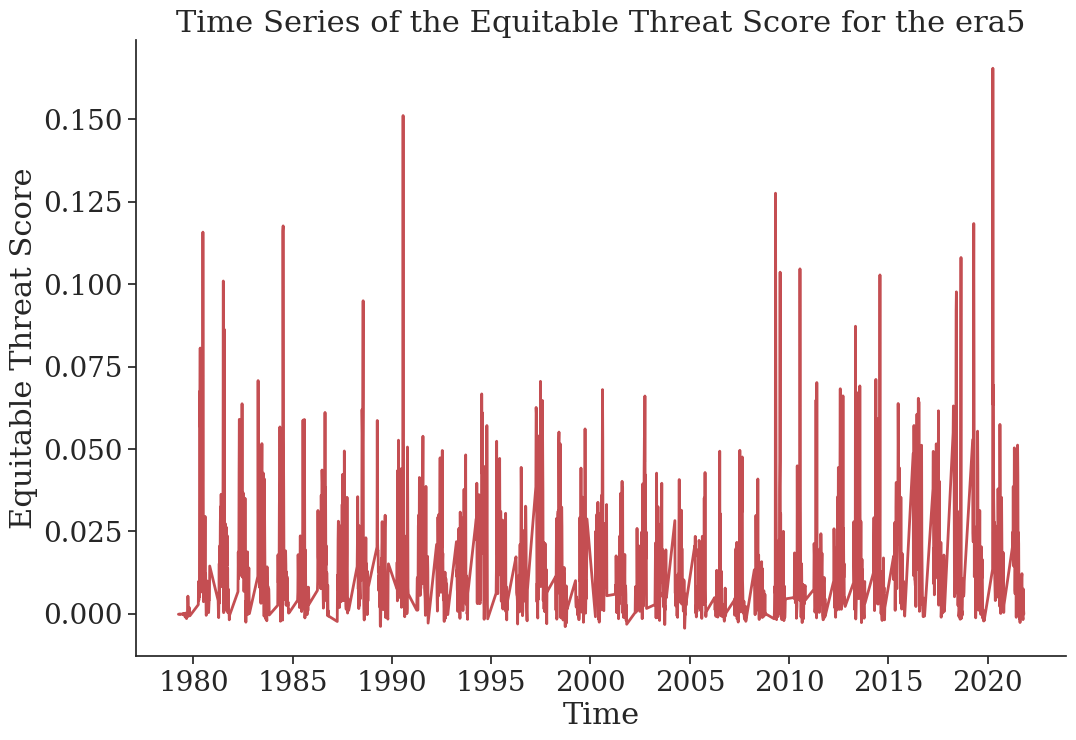 Time Series of the Equitable Threat Score for the era5
Equitable Threat Score
0.150
0.125
0.100
0.075
0.050
0.025
0.000
1980 1985 1990 1995 2000 2005 2010 2015 2020
Time